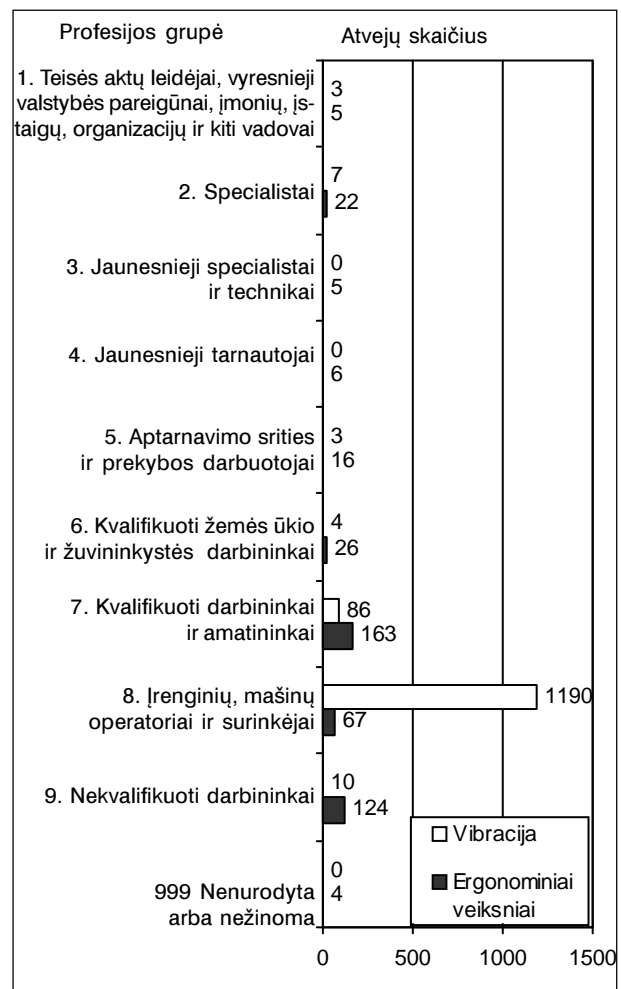 Profesijos grupė
Atvejų skaičius
1. Teisės aktų leidėjai, vyresnieji
valstybės pareigūnai, įmonių, įs-
taigų, organizacijų ir kiti vadovai
3
5
2. Specialistai
7
22
3. Jaunesnieji specialistai
ir technikai
0
5
4. Jaunesnieji tarnautojai
0
6
5. Aptarnavimo srities
ir prekybos darbuotojai
3
16
6. Kvalifikuoti žemės ūkio
ir žuvininkystės darbininkai
4
26
7. Kvalifikuoti darbininkai
ir amatininkai
86
163
8. Įrenginių, mašinų
operatoriai ir surinkėjai
1190
67
9. Nekvalifikuoti darbininkai
10
124
999 Nenurodyta
arba nežinoma
0
4
Vibracija
Ergonominiai
veiksniai
0 500 1000 1500